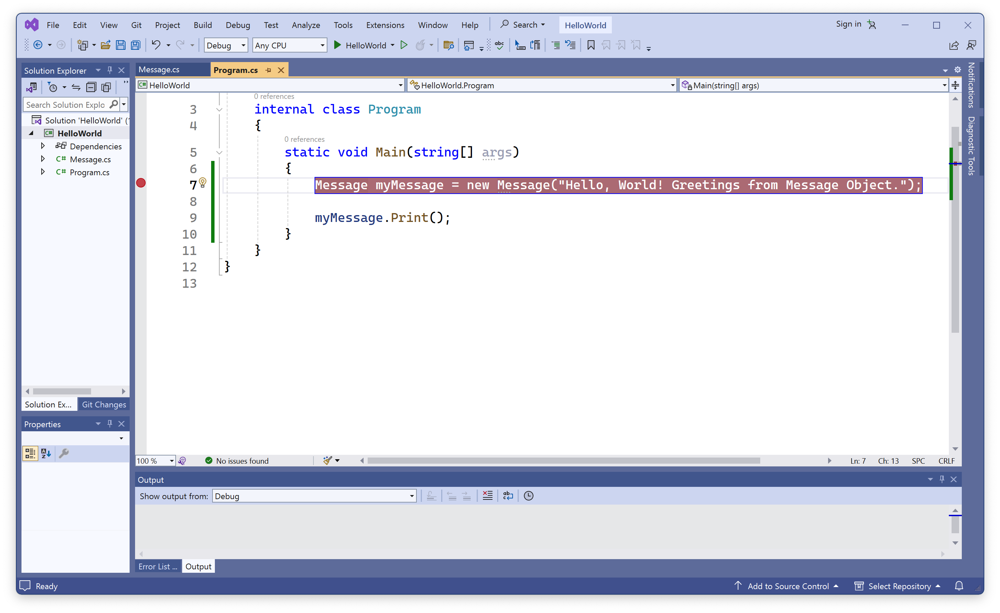 File Edit View Git Project Build Debug Test Analyze Tools Extensions Window Help Search HelloWorld Sign in
Debug Any CPU HelloWorld
Solution Explorer
Search Solution Explo
Solution 'HelloWorld' (
HelloWorld
Dependencies
C# Message.cs
C# Program.cs
Solution Ex... Git Changes
Properties
Message.cs Program.cs
C# HelloWorld HelloWorld.Program Main(string[] args)
0 references
3 internal class Program
4 {
0 references
5 static void Main(string[] args)
6 {
7 Message myMessage = new Message("Hello, World! Greetings from Message Object.");
8
9 myMessage.Print();
10 }
11 }
12 }
13
100 % No issues found Ln: 7 Ch: 13 SPC CRLF
Output
Show output from: Debug
Error List ... Output
Notifications
Diagnostic Tools
Ready Add to Source Control Select Repository